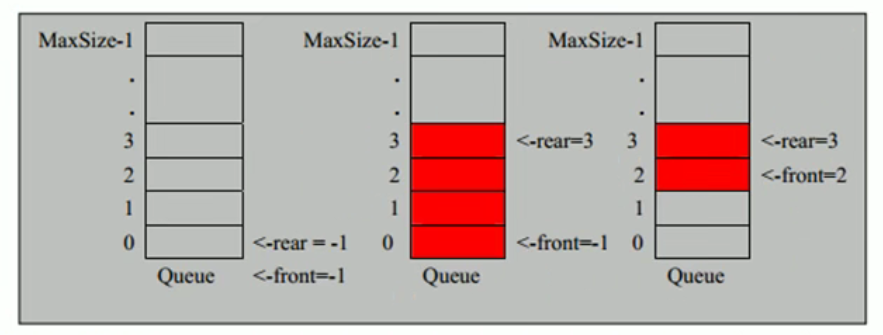 MaxSize-1 MaxSize-1 MaxSize-1
. . .
. . .
3 3 <-rear=3 3 <-rear=3
2 2 2 <-front=2
1 1 1
0 <-rear = -1 0 <-front=-1 0
Queue <-front=-1 Queue Queue